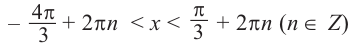 − 4π/3 + 2πn < x < π/3 + 2πn (n ∈ Z)